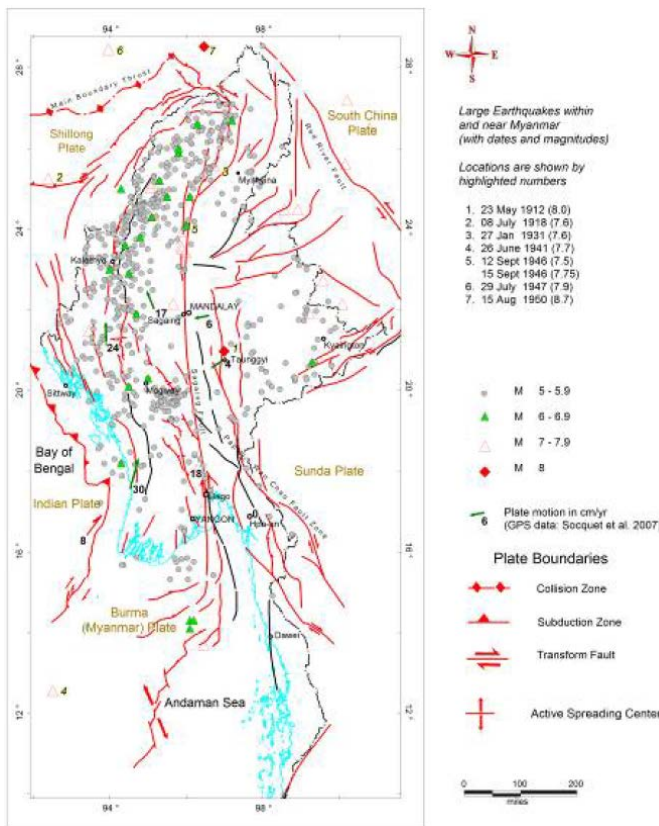 94 °
98 °
28 °
24 °
20 °
16 °
12 °
6
7
Main Boundary Thrust
Shillong
Plate
South China
Plate
Red River Fault
2
3
Myitkyina
5
Kalemyo
17
Sagaing
MANDALAY
6
1
24
4
Taunggyi
Kyaington
Sittway
Magway
Sagaing Fault
Bay of
Bengal
Sunda Plate
18
Indian Plate
30
Bago
YANGON
Hpa-an
8
Burma
(Myanmar) Plate
Dawei
4
Andaman Sea
94 °
98 °
N
W E
S
Large Earthquakes within
and near Myanmar
(with dates and magnitudes)
Locations are shown by
highlighted numbers
1. 23 May 1912 (8.0)
2. 08 July 1918 (7.6)
3. 27 Jan 1931 (7.6)
4. 26 June 1941 (7.7)
5. 12 Sept 1946 (7.5)
15 Sept 1946 (7.75)
6. 29 July 1947 (7.9)
7. 15 Aug 1950 (8.7)
M 5 - 5.9
M 6 - 6.9
M 7 - 7.9
M 8
6
Plate motion in cm/yr
(GPS data: Socquet et al. 2007)
Plate Boundaries
Collision Zone
Subduction Zone
Transform Fault
Active Spreading Center
0 100 200
miles